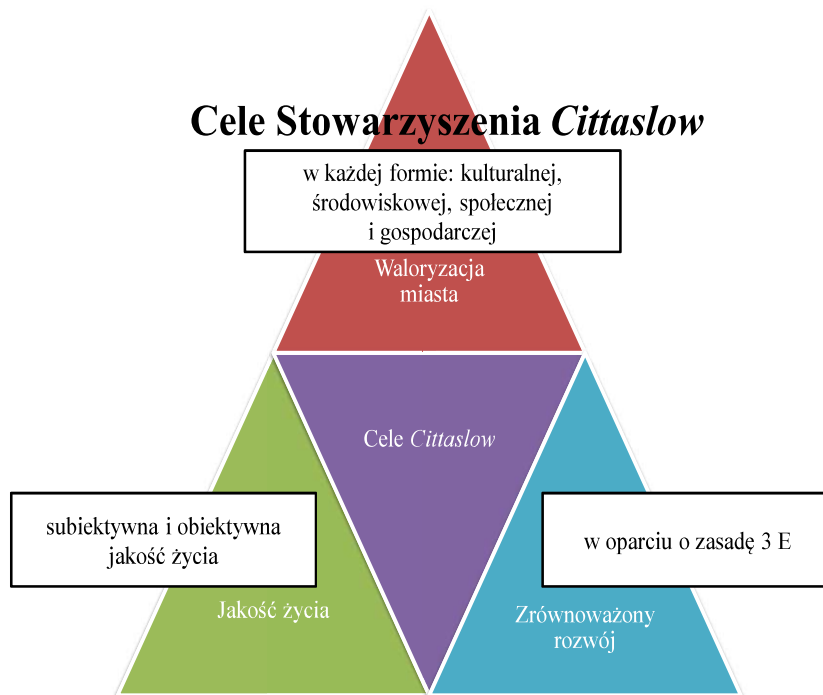 Cele Stowarzyszenia Cittaslow
w każdej formie: kulturalnej,
środowiskowej, społecznej
i gospodarczej
Waloryzacja
miasta
Cele Cittaslow
subiektywna i obiektywna
jakość życia
Jakość życia
w oparciu o zasadę 3 E
Zrównoważony
rozwój